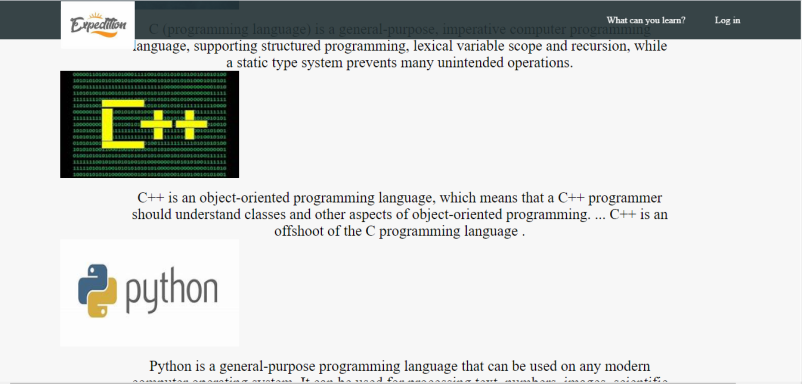 Expedition
What can you learn?
Log in
C (programming language) is a general-purpose, imperative computer programming
language, supporting structured programming, lexical variable scope and recursion, while
a static type system prevents many unintended operations.
C++
C++ is an object-oriented programming language, which means that a C++ programmer
should understand classes and other aspects of object-oriented programming. ... C++ is an
offshoot of the C programming language .
python
Python is a general-purpose programming language that can be used on any modern
computer operating system. It can be used for processing text, numbers, images, scientific